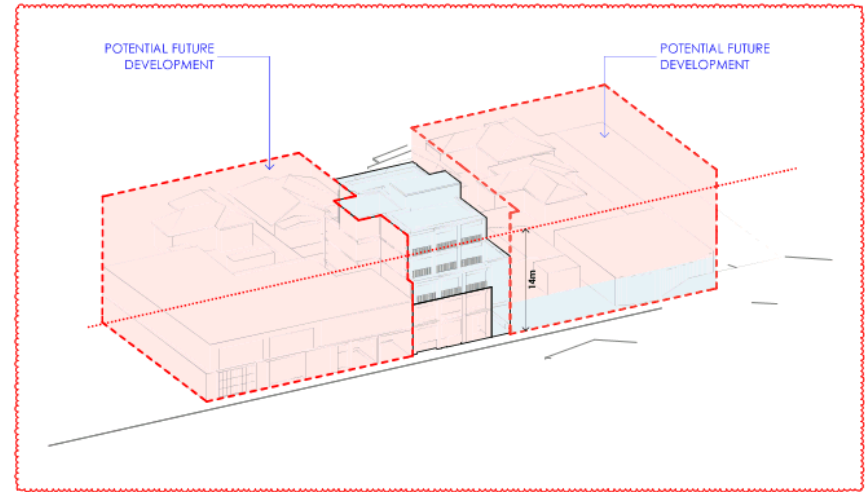 POTENTIAL FUTURE
DEVELOPMENT
POTENTIAL FUTURE
DEVELOPMENT
14m